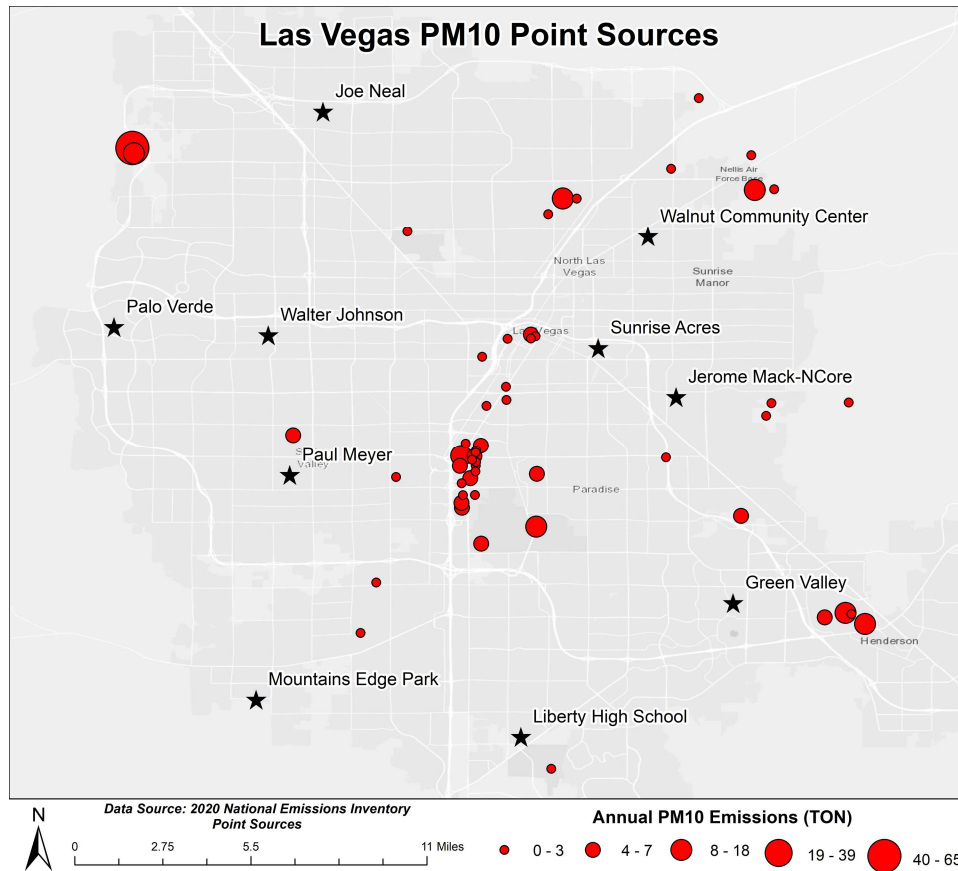 Las Vegas PM10 Point Sources
Joe Neal
Nellis Air
Force Base
Walnut Community Center
North Las
Vegas
Sunrise
Manor
Palo Verde
Walter Johnson
Las Vegas
Sunrise Acres
Jerome Mack-NCore
Paul Meyer
Valley
Paradise
Green Valley
Henderson
Mountains Edge Park
Liberty High School
N
Data Source: 2020 National Emissions Inventory
Point Sources
0 2.75 5.5 11 Miles
Annual PM10 Emissions (TON)
0 - 3 4 - 7 8 - 18 19 - 39 40 - 65